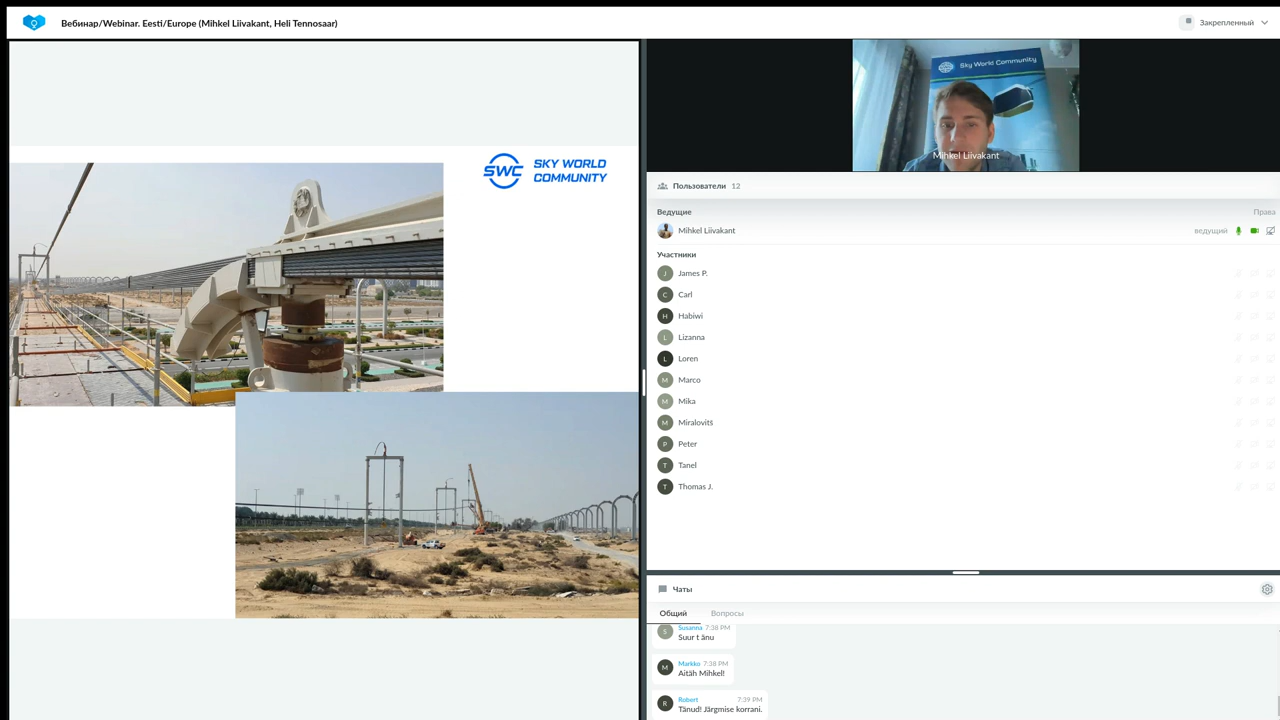 Вебинар/Webinar. Eesti/Europe (Mihkel Liivakant, Heli Tennosaar)
Закрепленный
SWC SKY WORLD
COMMUNITY
Sky World Community
Mihkel Liivakant
Пользователи 12
Ведущие Права
Mihkel Liivakant ведущий
Участники
J James P.
C Carl
H Habiwi
L Lizanna
L Loren
M Marco
M Mika
M Miralovitš
P Peter
T Tanel
T Thomas J.
Чаты
Общий Вопросы
S Susanna 7:38 PM
Suur t änu
M Markko 7:38 PM
Aitäh Mihkel!
R Robert 7:39 PM
Tänud! Järgmise korrani.